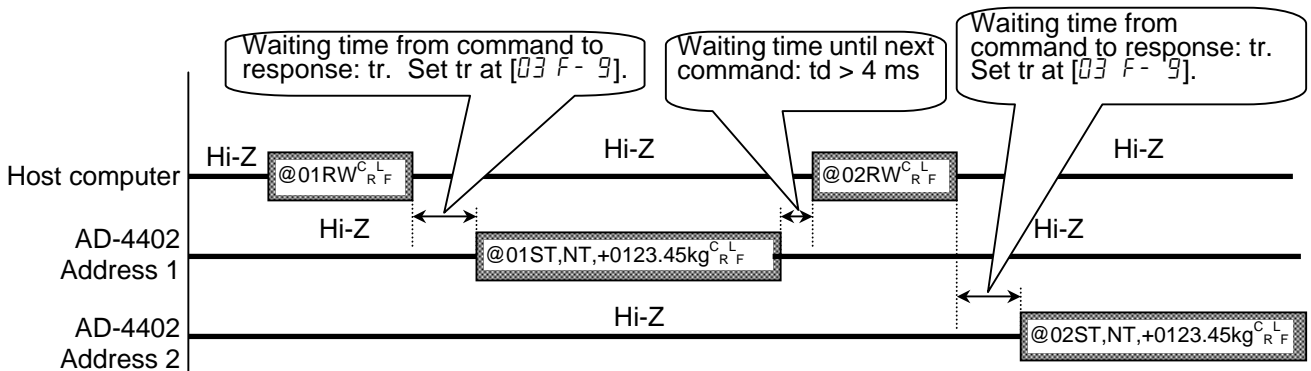 Waiting time from command to
response: tr. Set tr at [03 F- 9].
Waiting time until next
command: td > 4 ms
Waiting time from
command to response: tr.
Set tr at [03 F- 9].
Host computer
Hi-Z
@01RWCRLF
Hi-Z
@02RWCRLF
Hi-Z
AD-4402
Address 1
Hi-Z
@01ST,NT,+0123.45kgCRLF
Hi-Z
AD-4402
Address 2
Hi-Z
@02ST,NT,+0123.45kgCRLF